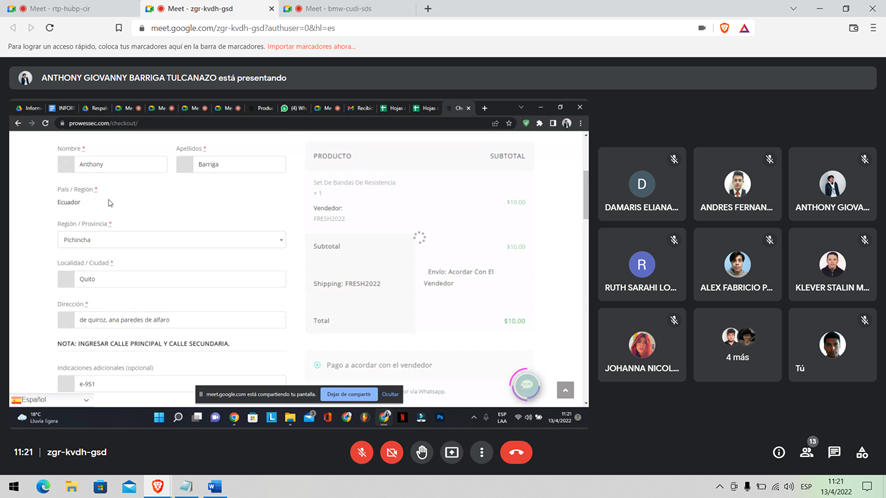 Meet - rtp-hubp-cir
Meet - zgr-kvdh-gsd
Meet - bmw-cudi-sds
meet.google.com/zgr-kvdh-gsd?authuser=0&hl=es
Para lograr un acceso rápido, coloca tus marcadores aquí en la barra de marcadores. Importar marcadores ahora...
ANTHONY GIOVANNY BARRIGA TULCANAZO está presentando
prowessec.com/checkout/
Nombre *
Apellidos *
Anthony
Barriga
País / Región *
Ecuador
Región / Provincia *
Pichincha
Localidad / Ciudad *
Quito
Dirección *
de quiroz, ana paredes de alfaro
NOTA: INGRESAR CALLE PRINCIPAL Y CALLE SECUNDARIA.
Indicaciones adicionales (opcional)
e-951
PRODUCTO
SUBTOTAL
Set De Bandas De Resistencia
× 1
$10.00
Vendedor:
FRESH2022
Subtotal
$10.00
Shipping: FRESH2022
Envío: Acordar Con El
Vendedor
Total
$10.00
Pago a acordar con el vendedor
vía Whatsapp.
meet.google.com está compartiendo tu pantalla.
Dejar de compartir
Ocultar
Español
18°C
Lluvia ligera
ESP
LAA
11:21
13/4/2022
DAMARIS ELIANA...
ANDRES FERNAN...
ANTHONY GIOVA...
RUTH SARAHI LO...
ALEX FABRICIO P...
KLEVER STALIN M...
JOHANNA NICOL...
4 más
Tú
D
R
11:21
zgr-kvdh-gsd
13
ESP
11:21
13/4/2022